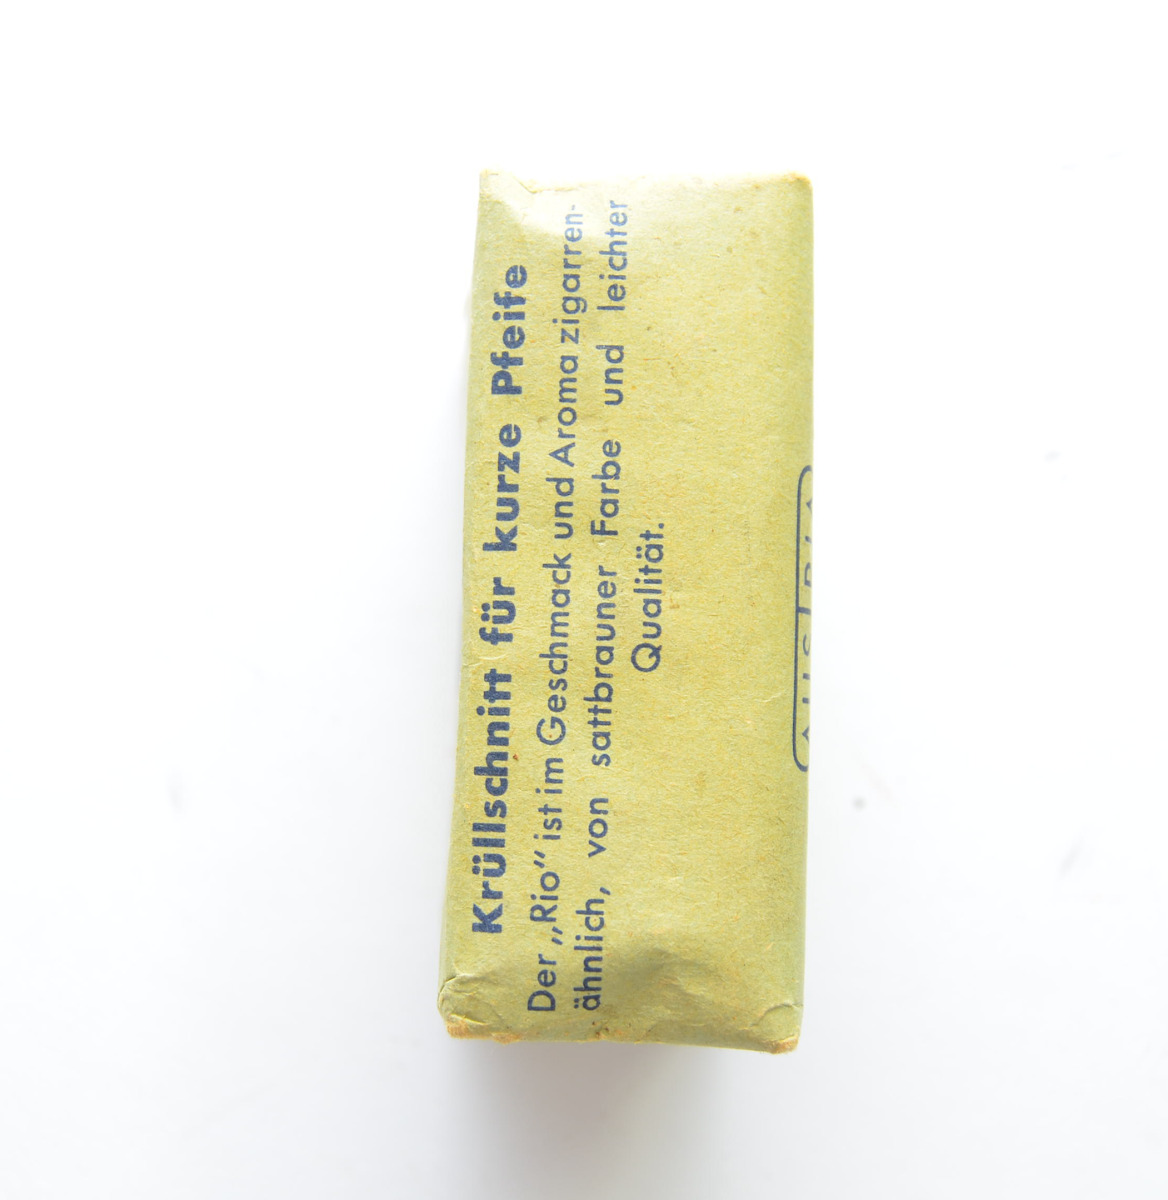 Krüllschnitt für kurze Pfeife
Der „Rio" ist im Geschmack und Aroma zigarren-
ähnlich, von sattbrauner Farbe und leichter
Qualität.